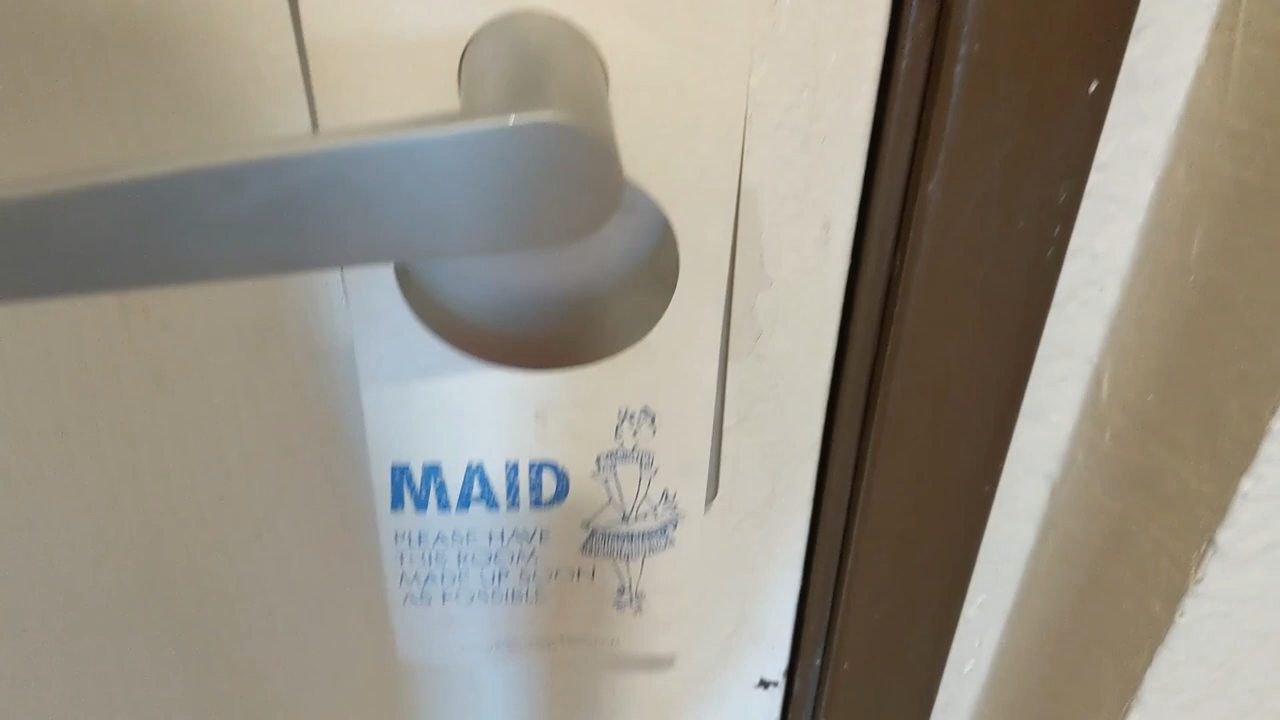 MAID
PLEASE HAVE
THIS ROOM
MADE UP SOON
AS POSSIBLE